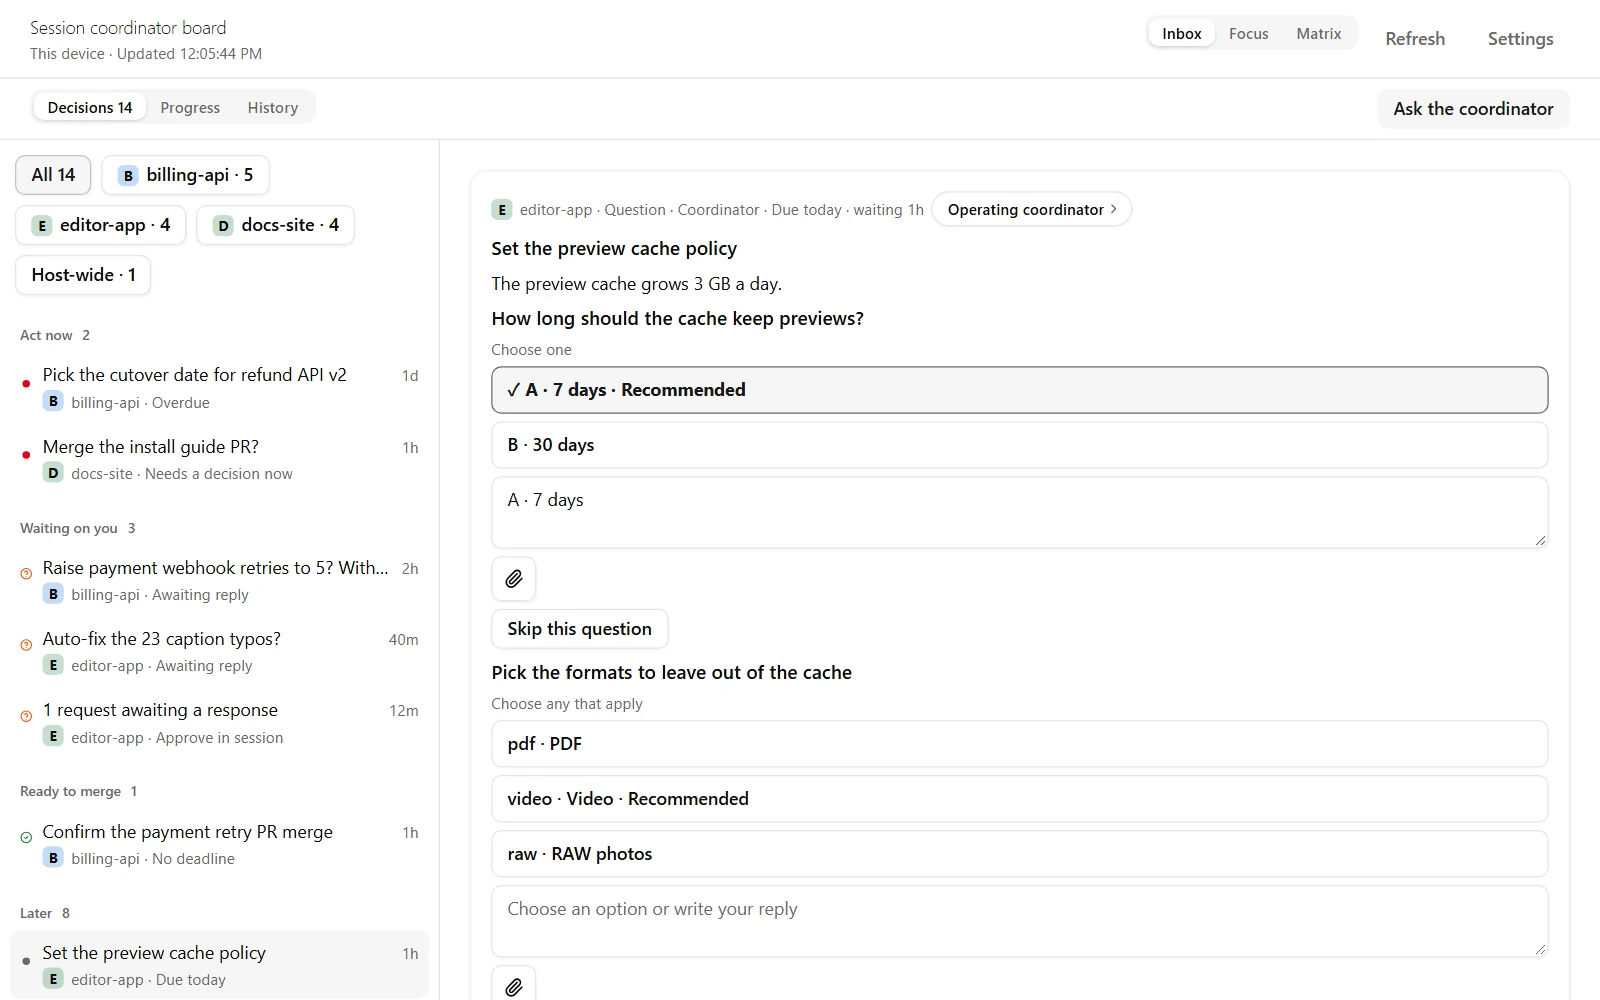 Session coordinator board
This device · Updated 12:05:44 PM
Inbox
Focus
Matrix
Refresh
Settings
Decisions 14
Progress
History
Ask the coordinator
All 14
B billing-api · 5
E editor-app · 4
D docs-site · 4
Host-wide · 1
Act now 2
Pick the cutover date for refund API v2 1d
B billing-api · Overdue
Merge the install guide PR? 1h
D docs-site · Needs a decision now
Waiting on you 3
Raise payment webhook retries to 5? With... 2h
B billing-api · Awaiting reply
Auto-fix the 23 caption typos? 40m
E editor-app · Awaiting reply
1 request awaiting a response 12m
E editor-app · Approve in session
Ready to merge 1
Confirm the payment retry PR merge 1h
B billing-api · No deadline
Later 8
Set the preview cache policy 1h
E editor-app · Due today
E editor-app · Question · Coordinator · Due today · waiting 1h Operating coordinator >
Set the preview cache policy
The preview cache grows 3 GB a day.
How long should the cache keep previews?
Choose one
✓ A · 7 days · Recommended
B · 30 days
A · 7 days
Skip this question
Pick the formats to leave out of the cache
Choose any that apply
pdf · PDF
video · Video · Recommended
raw · RAW photos
Choose an option or write your reply